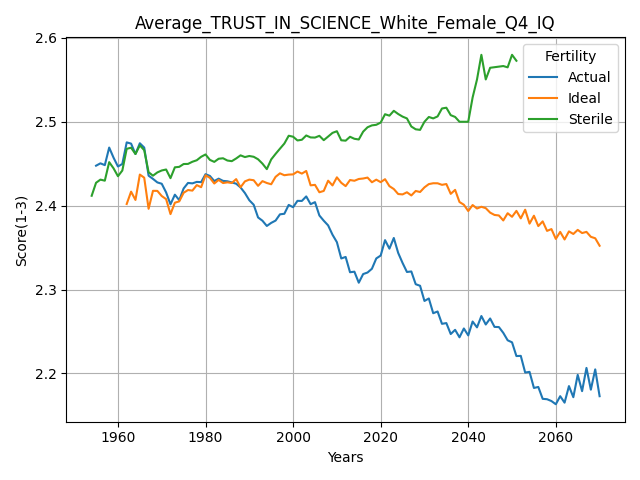 Average_TRUST_IN_SCIENCE_White_Female_Q4_IQ
Score(1-3)
2.6
2.5
2.4
2.3
2.2
Fertility
Actual
Ideal
Sterile
1960 1980 2000 2020 2040 2060
Years